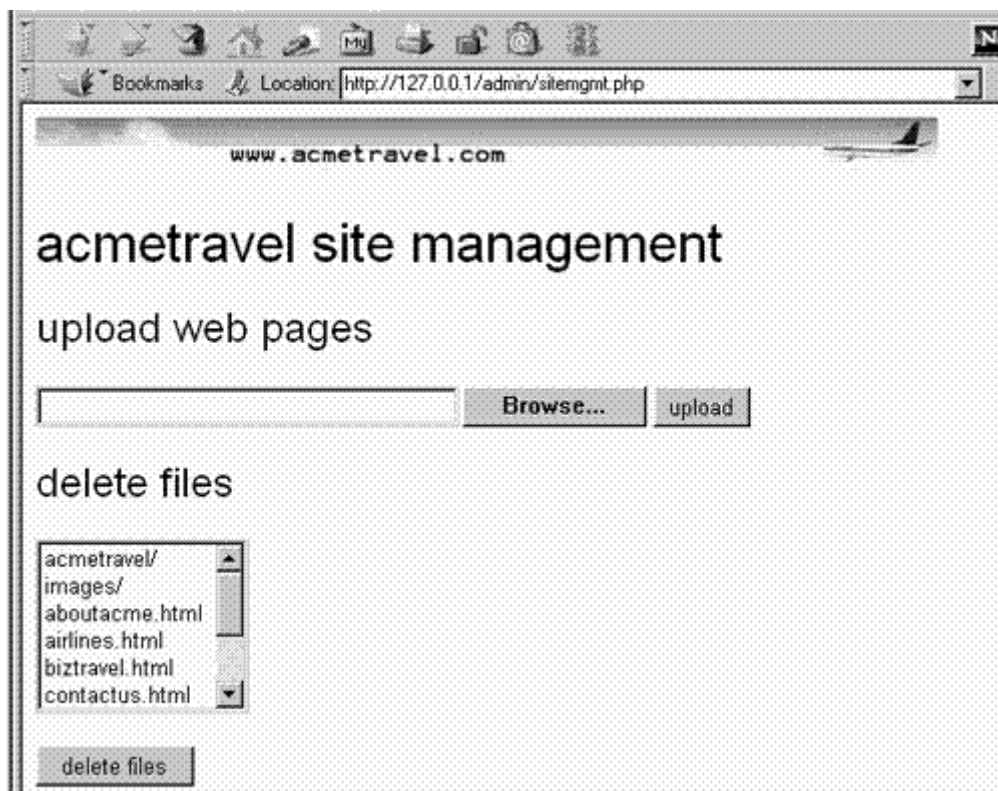 My
N
Bookmarks Location: http://127.0.0.1/admin/sitemgmt.php
www.acmetravel.com
acmetravel site management
upload web pages
Browse... upload
delete files
acmetravel/
images/
aboutacme.html
airlines.html
biztravel.html
contactus.html
delete files